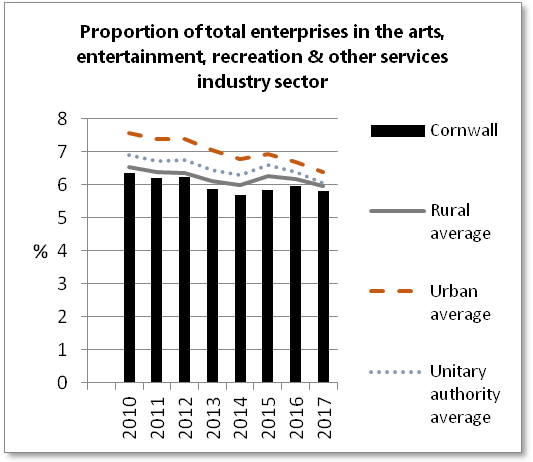 Proportion of total enterprises in the arts,
entertainment, recreation & other services
industry sector
8
7
6
5
4
3
2
1
0
%
2010
2011
2012
2013
2014
2015
2016
2017
Cornwall
Rural
average
Urban
average
Unitary
authority
average